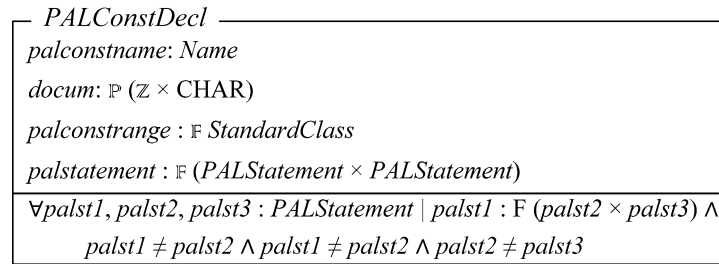 PALConstDecl
palconstname: Name
docum: ℙ (ℤ × CHAR)
palconstrange : 𝔽 StandardClass
palstatement : 𝔽 (PALStatement × PALStatement)
∀palst1, palst2, palst3 : PALStatement | palst1 : F (palst2 × palst3) ∧
palst1 ≠ palst2 ∧ palst1 ≠ palst2 ∧ palst2 ≠ palst3